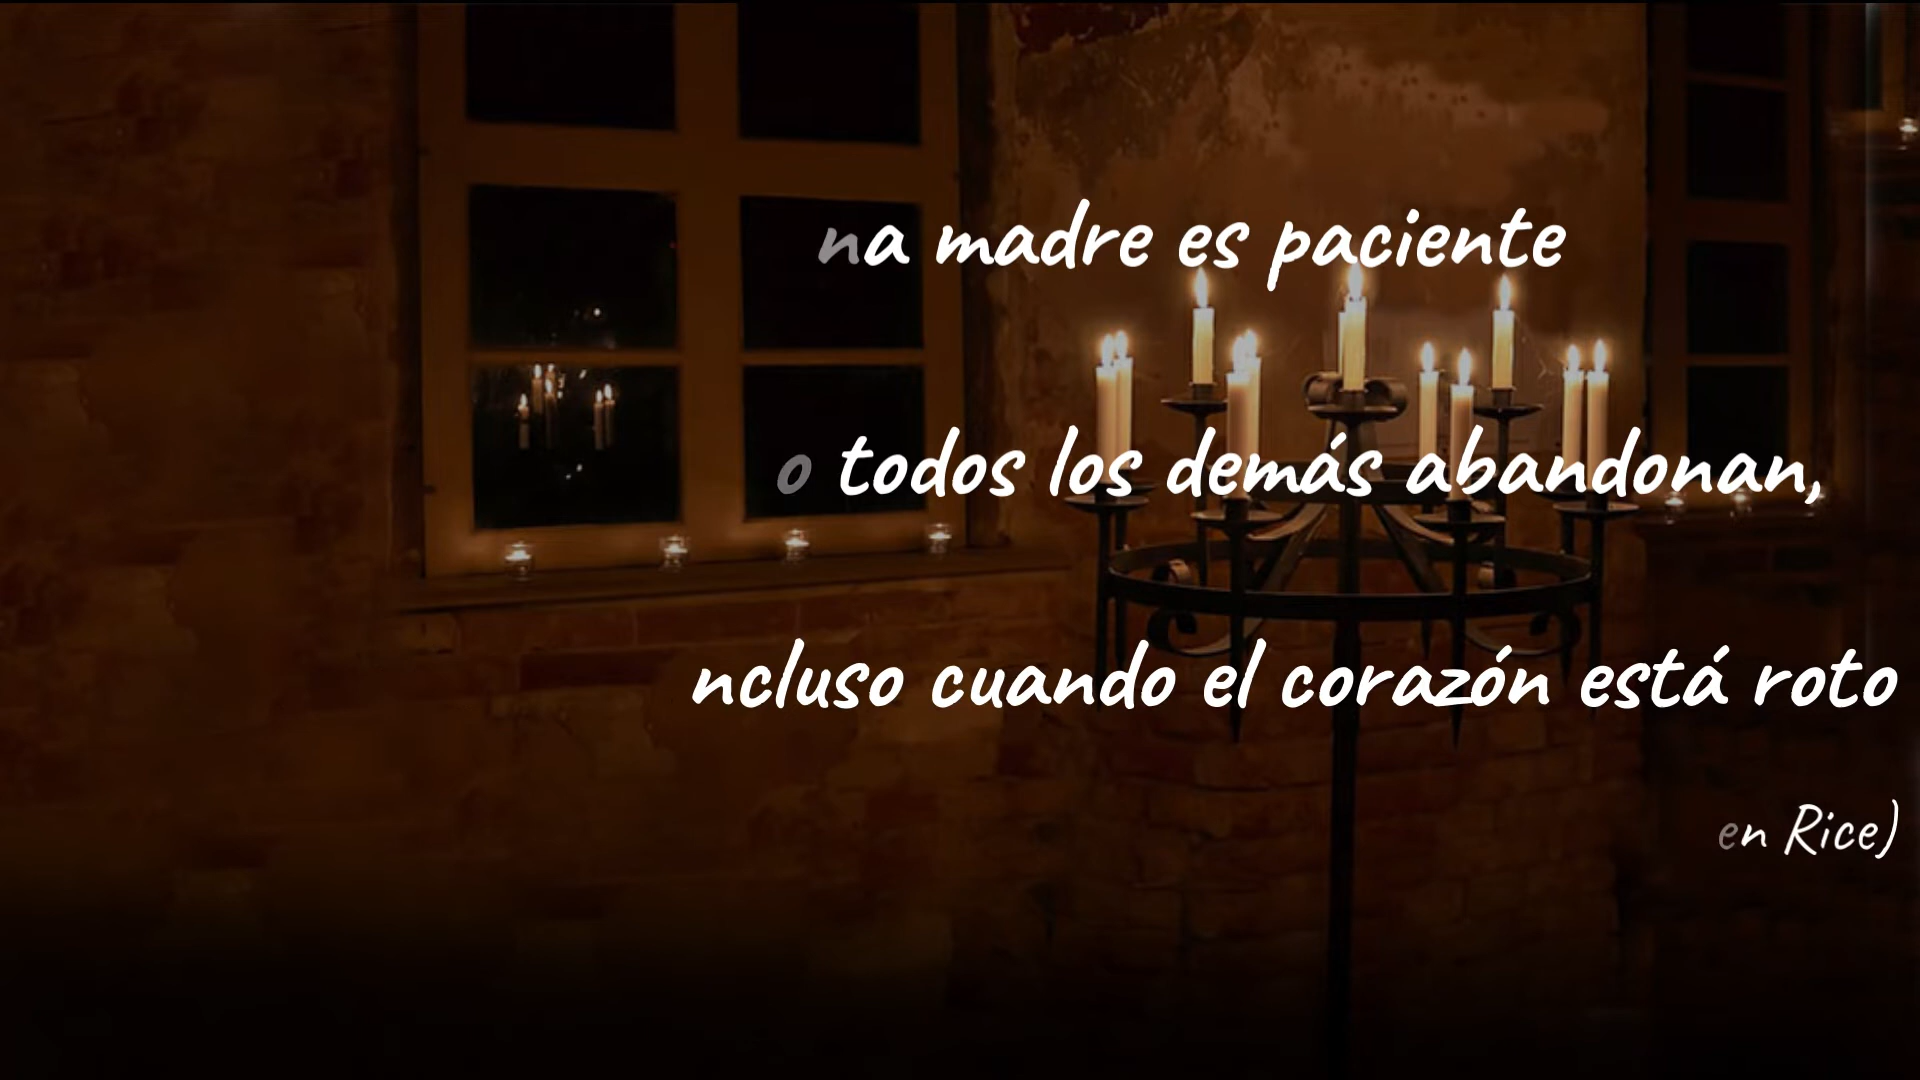 na madre es paciente
o todos los demás abandonan,
ncluso cuando el corazón está roto
en Rice)